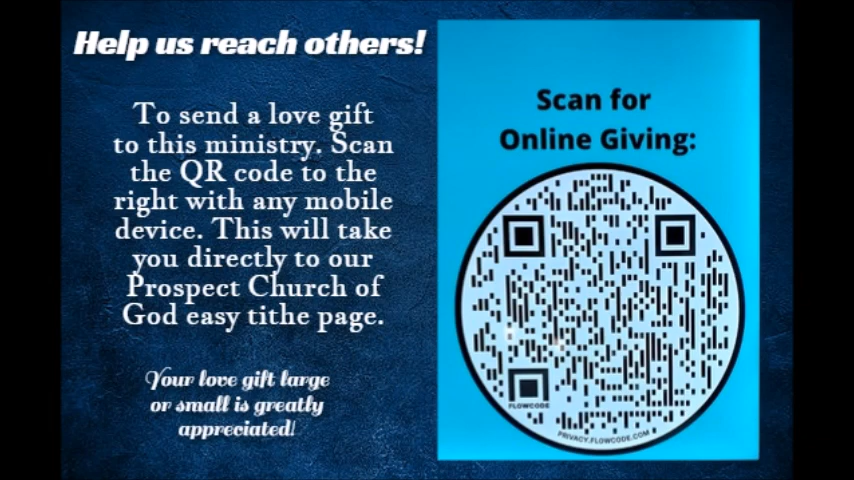 Help us reach others!
To send a love gift
to this ministry. Scan
the QR code to the
right with any mobile
device. This will take
you directly to our
Prospect Church of
God easy tithe page.
Your love gift large
or small is greatly
appreciated!
Scan for
Online Giving:
FLOWCODE
PRIVACY.FLOWCODE.COM